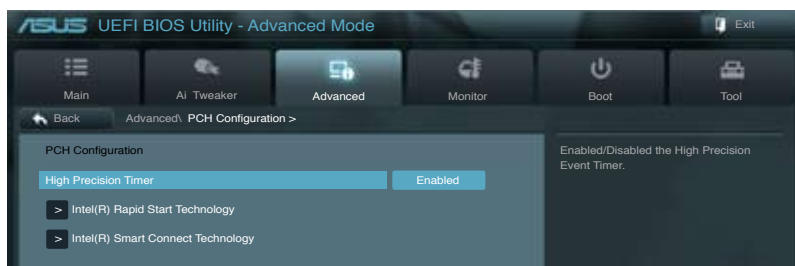 ASUS UEFI BIOS Utility - Advanced Mode
Exit
Main Ai Tweaker Advanced Monitor Boot Tool
Back Advanced\ PCH Configuration >
PCH Configuration
Enabled/Disabled the High Precision
Event Timer.
High Precision Timer Enabled
> Intel(R) Rapid Start Technology
> Intel(R) Smart Connect Technology